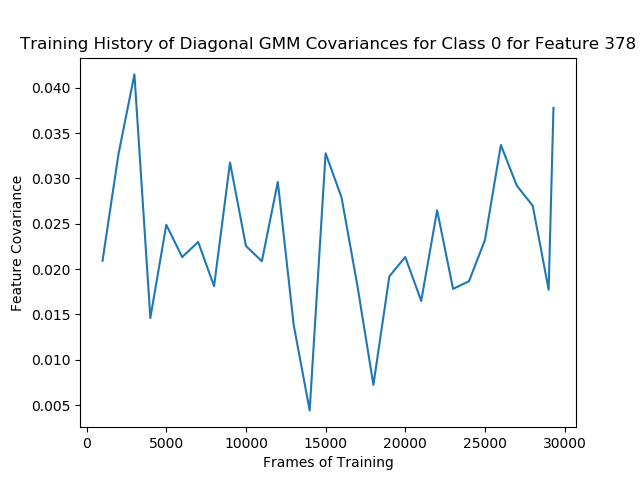 Training History of Diagonal GMM Covariances for Class 0 for Feature 378
0.040
0.035
0.030
0.025
0.020
0.015
0.010
0.005
Feature Covariance
0 5000 10000 15000 20000 25000 30000
Frames of Training